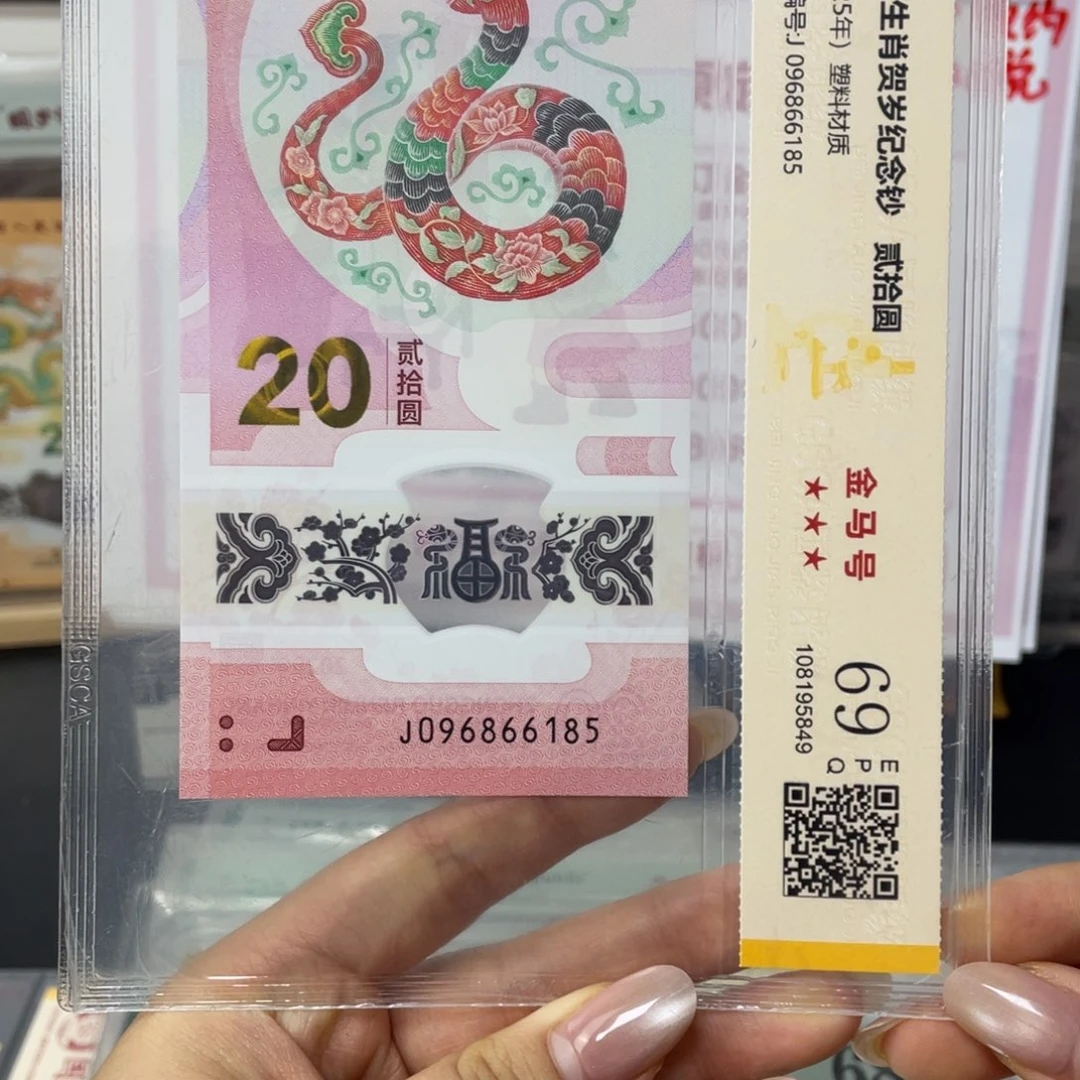 20
贰拾圆
J096866185
GSCA
生肖贺岁纪念钞 贰拾圆
5年）塑料材质
编号:J096866185
金马号
★★★
69
EPQ
108195849